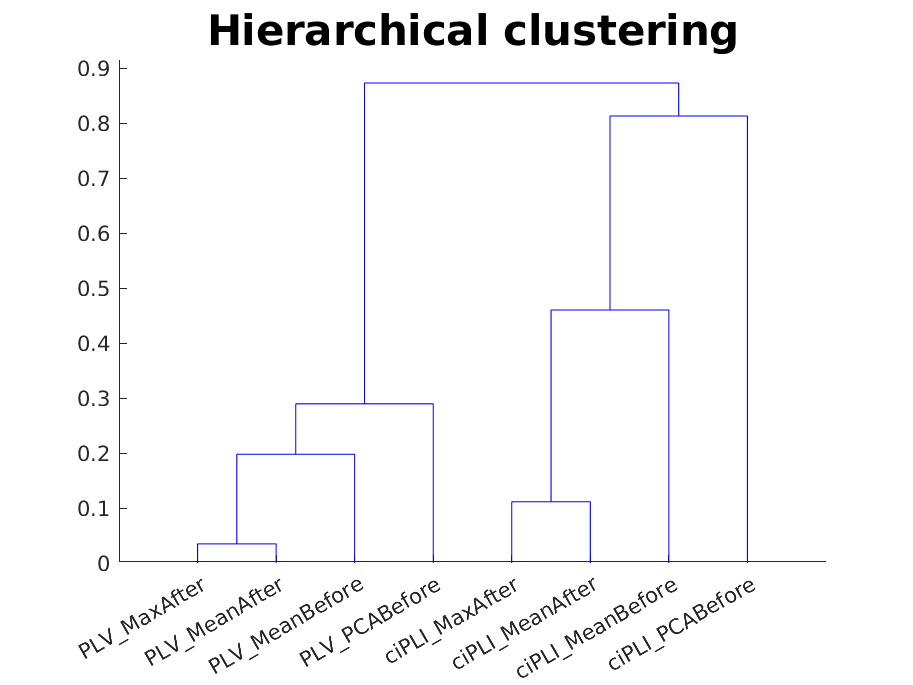 Hierarchical clustering
0.9
0.8
0.7
0.6
0.5
0.4
0.3
0.2
0.1
0
PLV_MaxAfter
PLV_MeanAfter
PLV_MeanBefore
PLV_PCABefore
ciPLI_MaxAfter
ciPLI_MeanAfter
ciPLI_MeanBefore
ciPLI_PCABefore